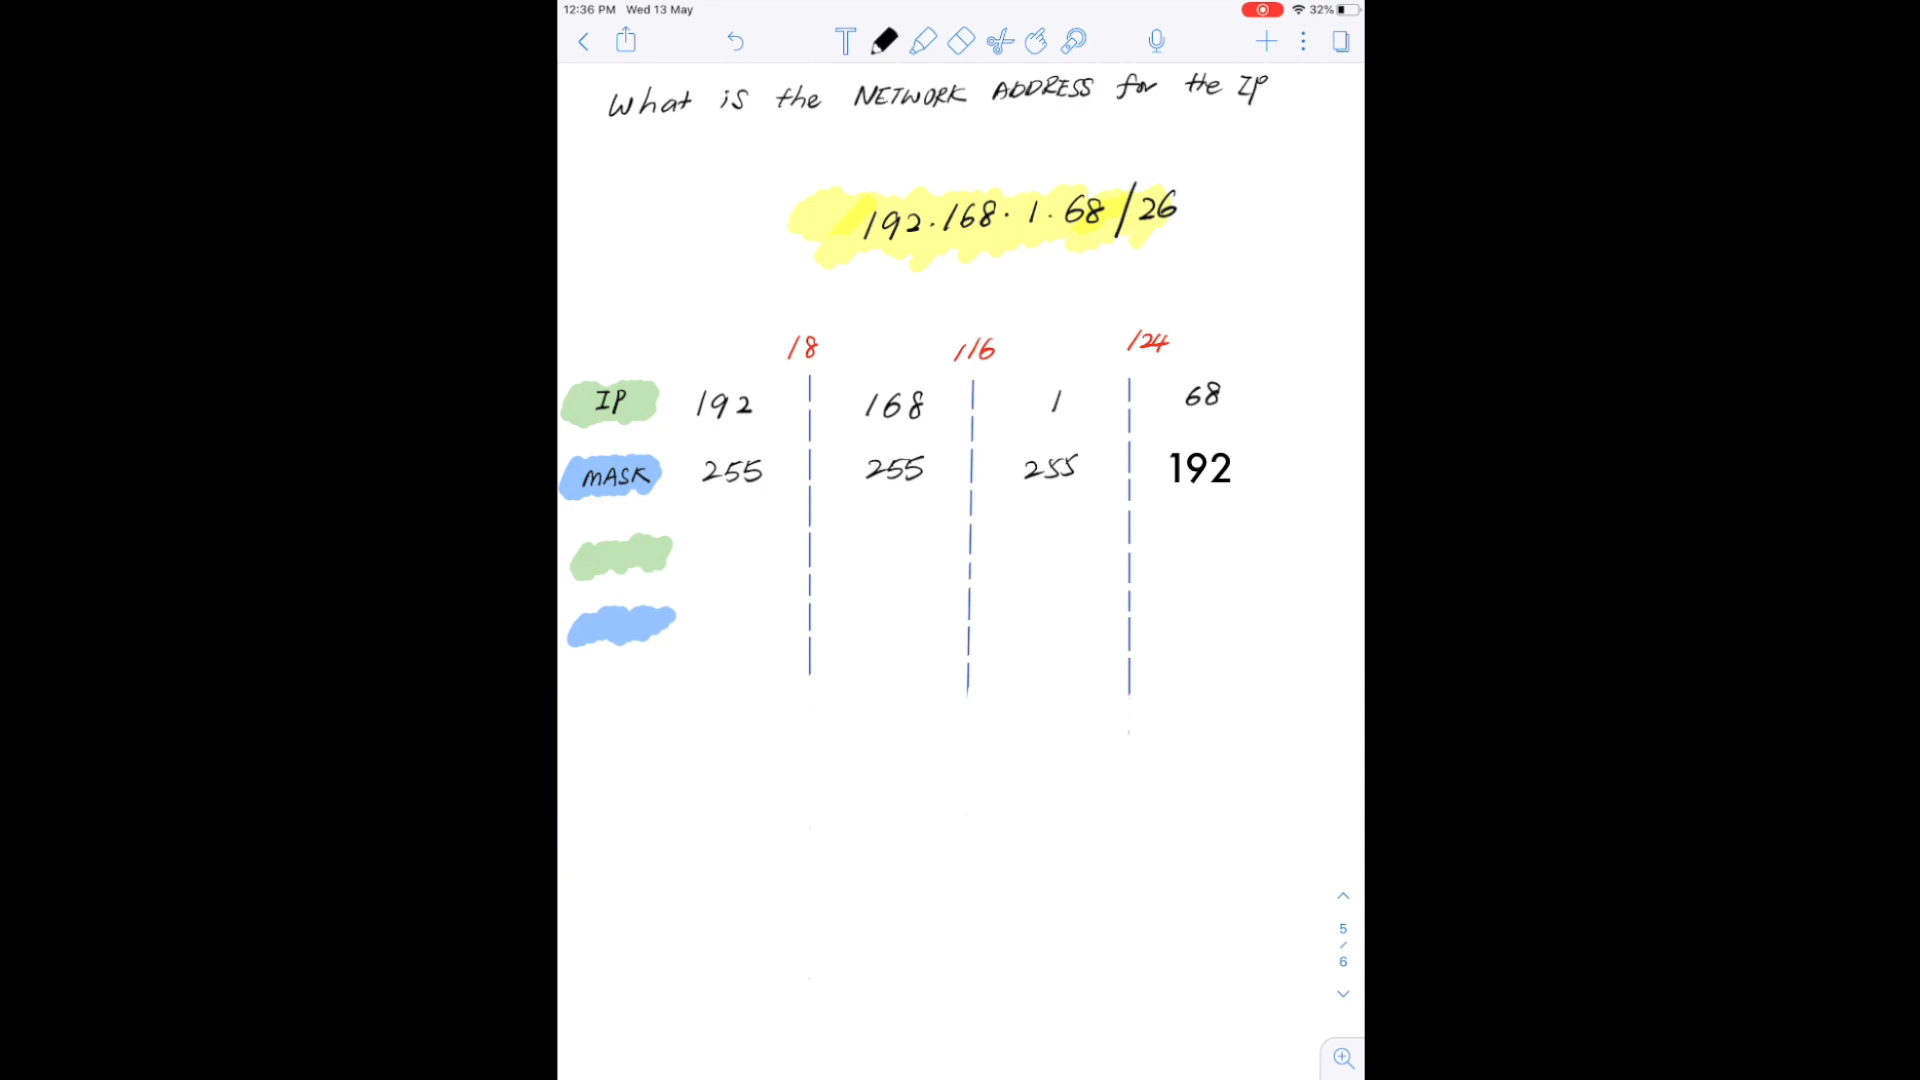 12:36 PM Wed 13 May 32%
T
What is the NETWORK ADDRESS for the IP
192.168.1.68/26
/8 /16 /24
IP 192 168 1 68
MASK 255 255 255 192
5
/
6